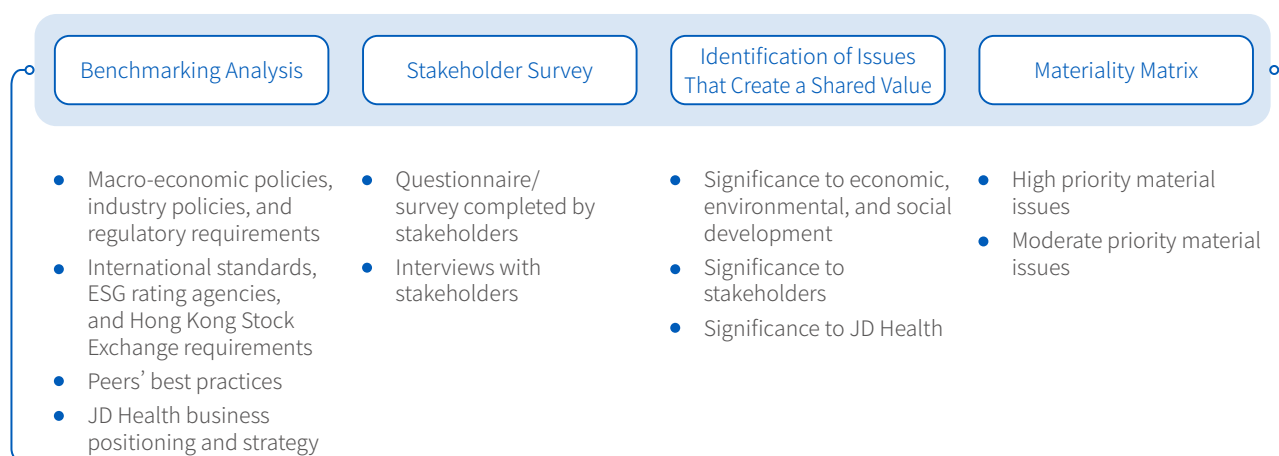 Benchmarking Analysis
Stakeholder Survey
Identification of Issues
That Create a Shared Value
Materiality Matrix
Macro-economic policies,
industry policies, and
regulatory requirements
International standards,
ESG rating agencies,
and Hong Kong Stock
Exchange requirements
Peers’ best practices
JD Health business
positioning and strategy
Questionnaire/
survey completed by
stakeholders
Interviews with
stakeholders
Significance to economic,
environmental, and social
development
Significance to
stakeholders
Significance to JD Health
High priority material
issues
Moderate priority material
issues